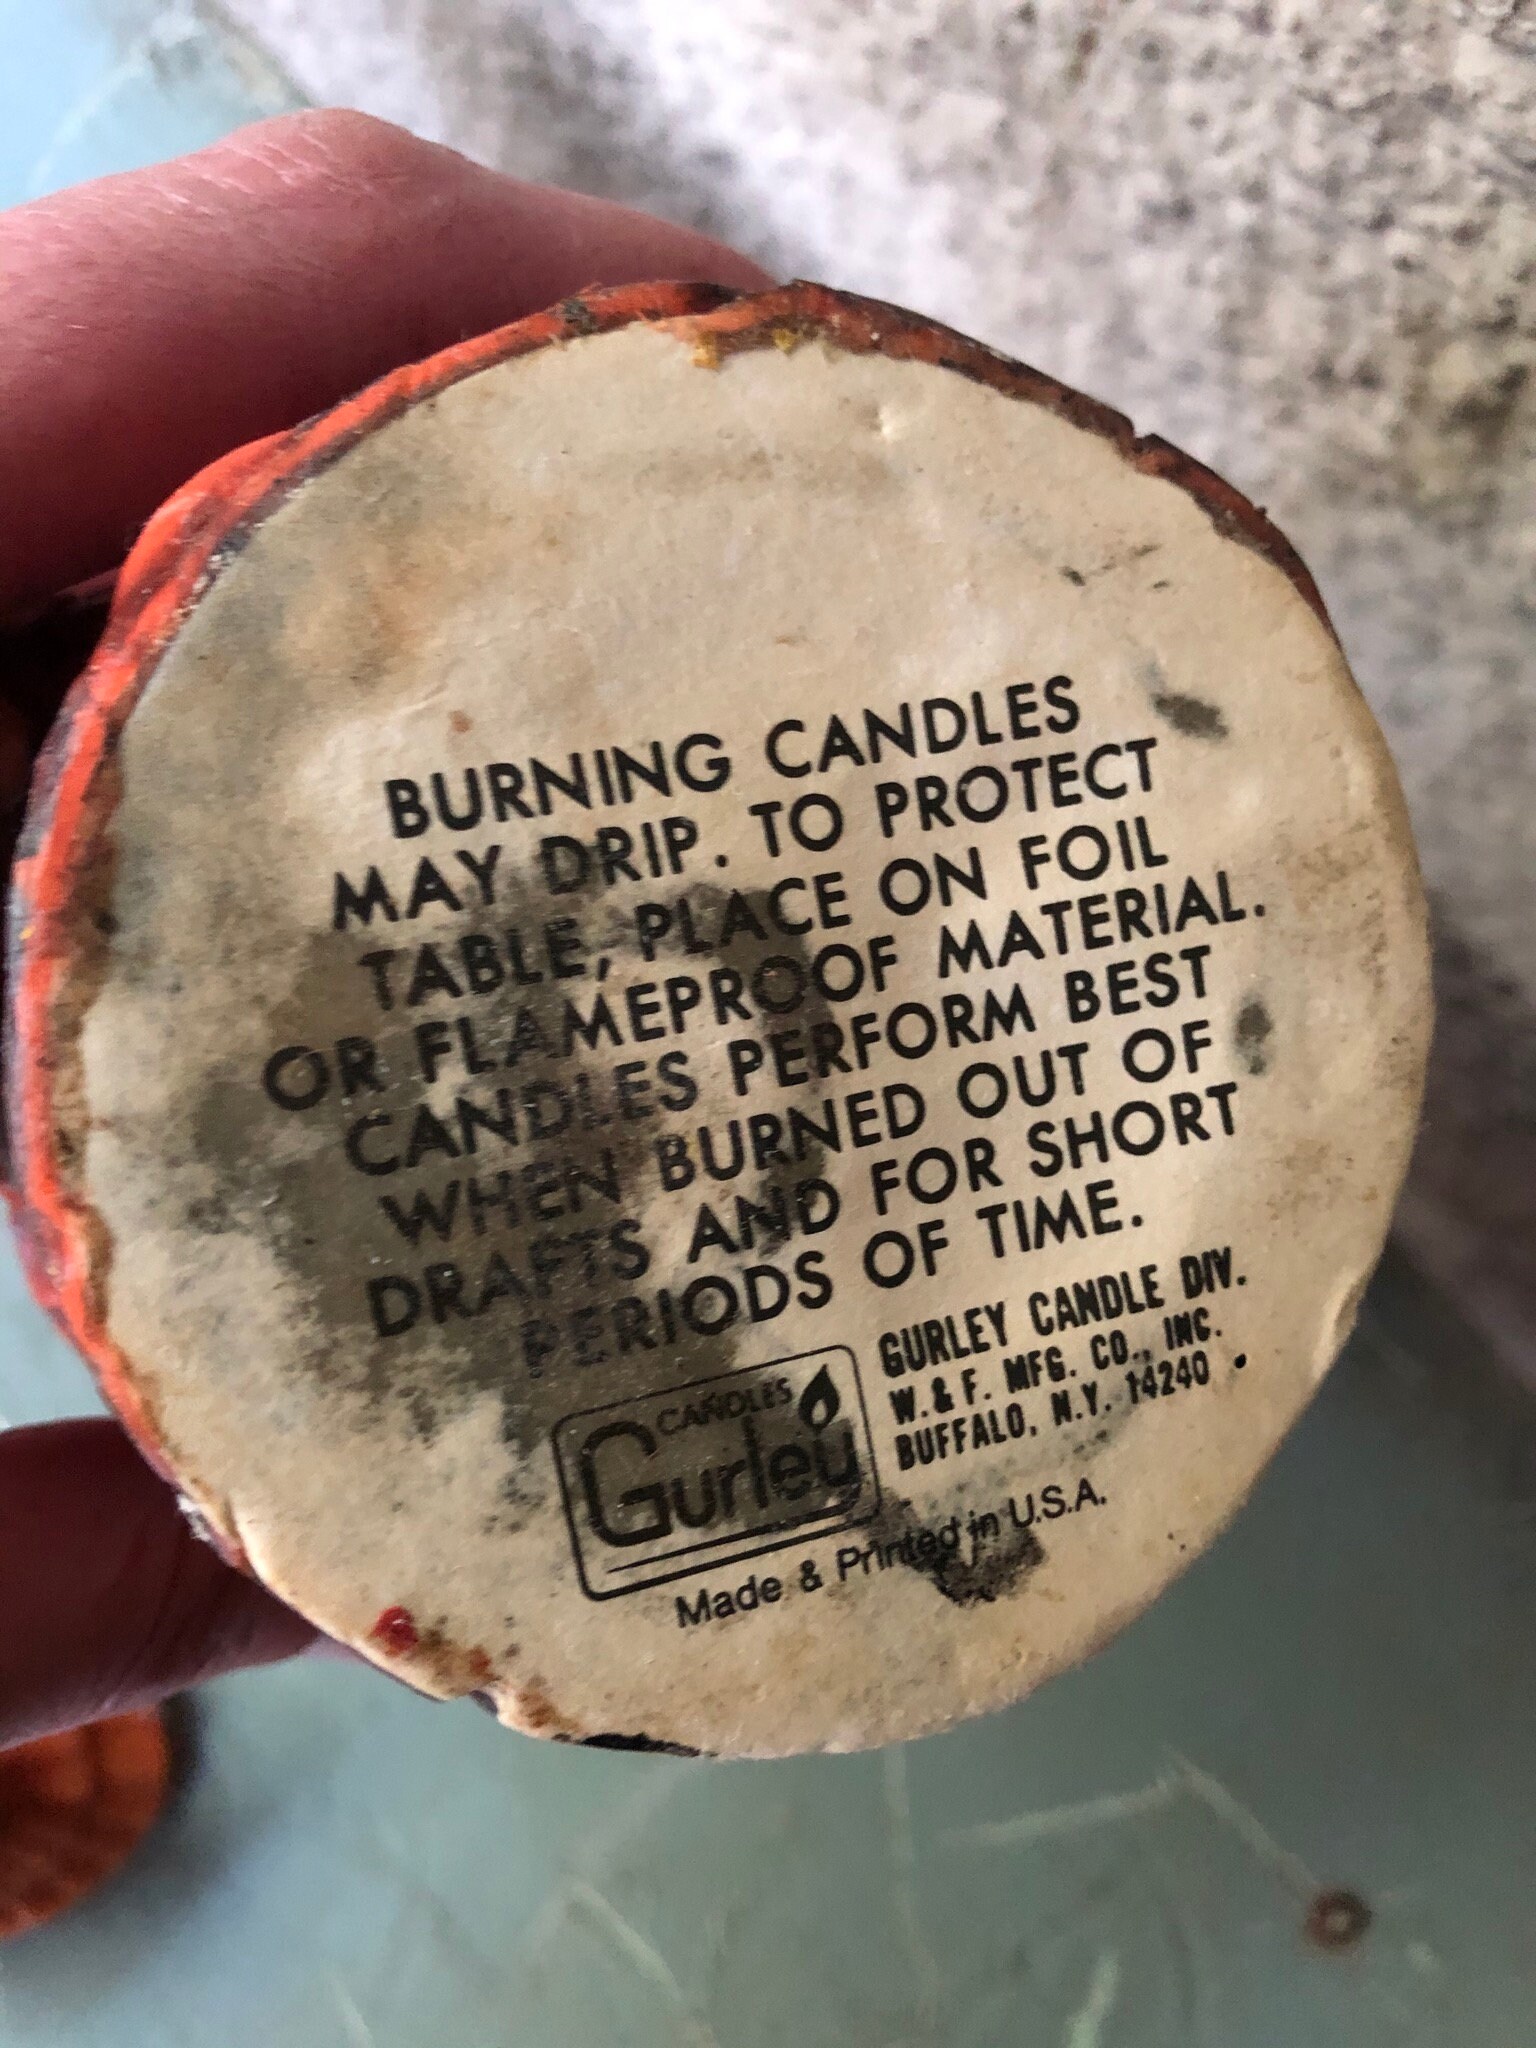 BURNING CANDLES
MAY DRIP. TO PROTECT
TABLE, PLACE ON FOIL
OR FLAMEPROOF MATERIAL.
CANDLES PERFORM BEST
WHEN BURNED OUT OF
DRAFTS AND FOR SHORT
PERIODS OF TIME.
CANDLES
Gurley
GURLEY CANDLE DIV.
W. & F. MFG. CO., INC.
BUFFALO, N.Y. 14240
Made & Printed in U.S.A.